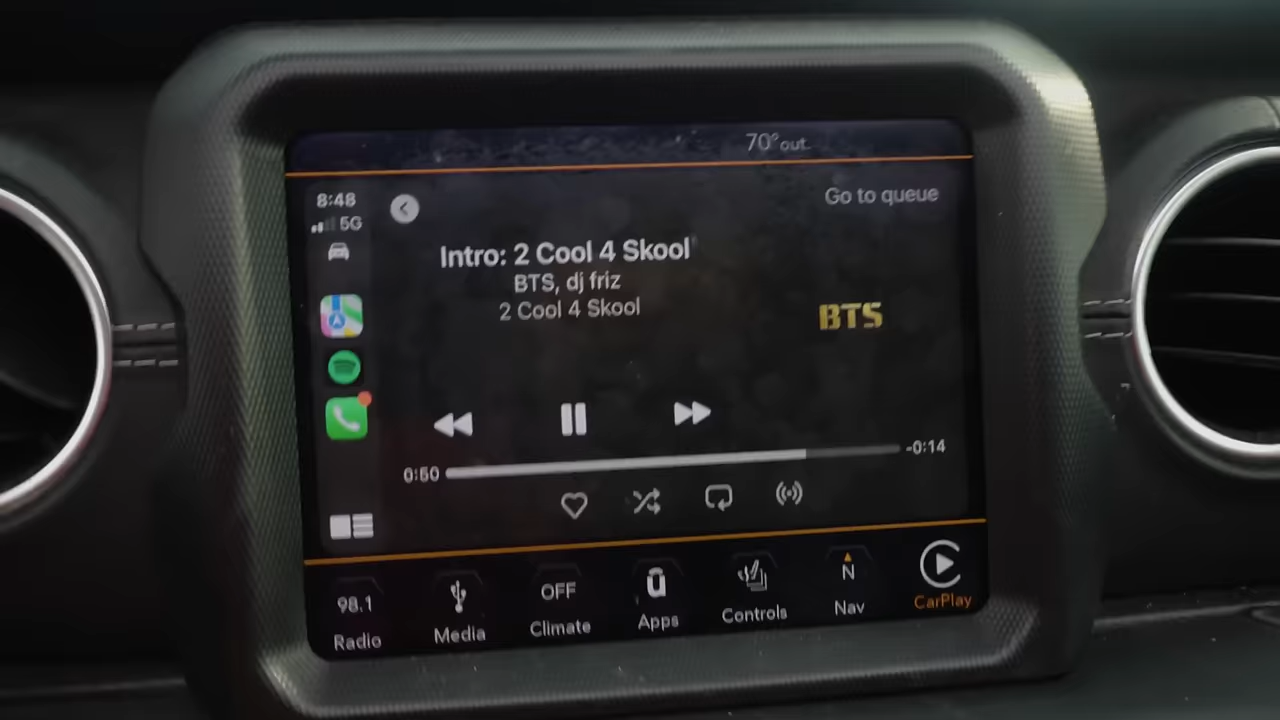 70°out
8:48
5G
Go to queue
Intro: 2 Cool 4 Skool
BTS, dj friz
2 Cool 4 Skool
BTS
0:50
-0:14
98.1
OFF
N
Radio
Media
Climate
Apps
Controls
Nav
CarPlay